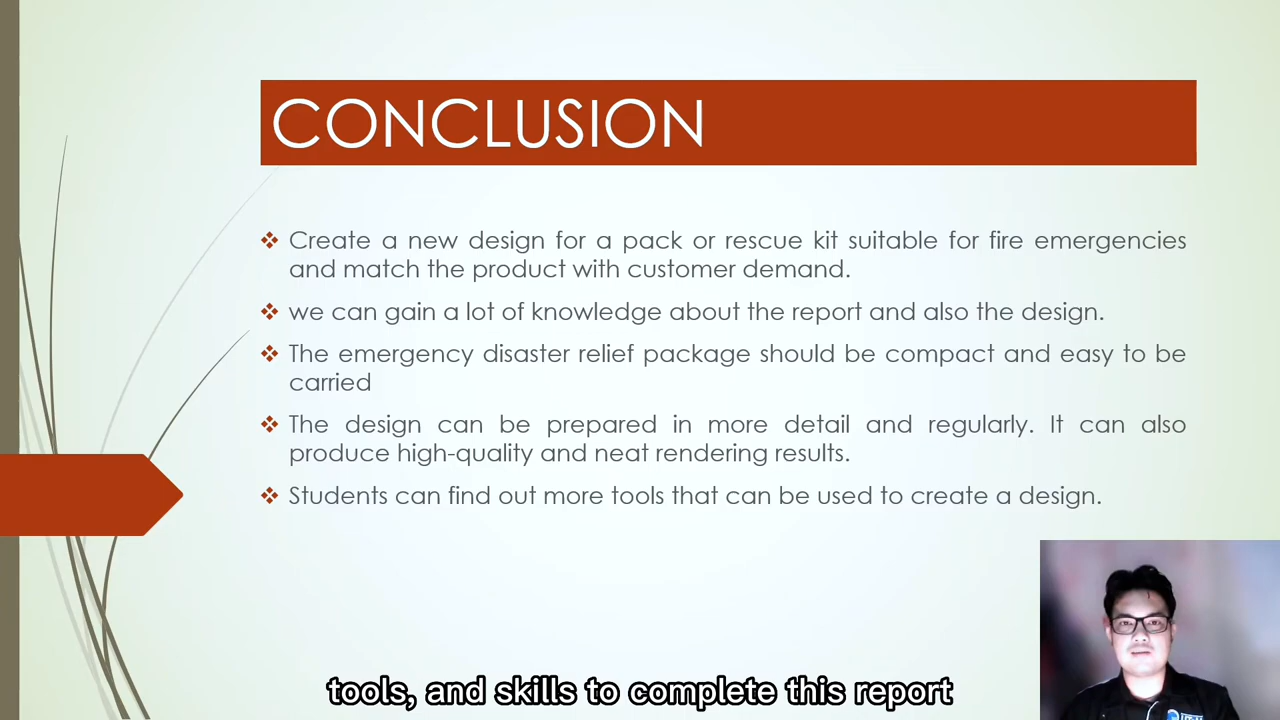 CONCLUSION
Create a new design for a pack or rescue kit suitable for fire emergencies
and match the product with customer demand.
we can gain a lot of knowledge about the report and also the design.
The emergency disaster relief package should be compact and easy to be
carried
The design can be prepared in more detail and regularly. It can also
produce high-quality and neat rendering results.
Students can find out more tools that can be used to create a design.
tools, and skills to complete this report